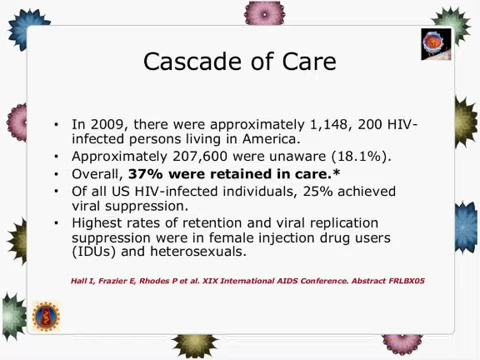 Cascade of Care
• In 2009, there were approximately 1,148, 200 HIV-
infected persons living in America.
• Approximately 207,600 were unaware (18.1%).
• Overall, 37% were retained in care.*
• Of all US HIV-infected individuals, 25% achieved
viral suppression.
• Highest rates of retention and viral replication
suppression were in female injection drug users
(IDUs) and heterosexuals.
Hall I, Frazier E, Rhodes P et al. XIX International AIDS Conference. Abstract FRLBX05